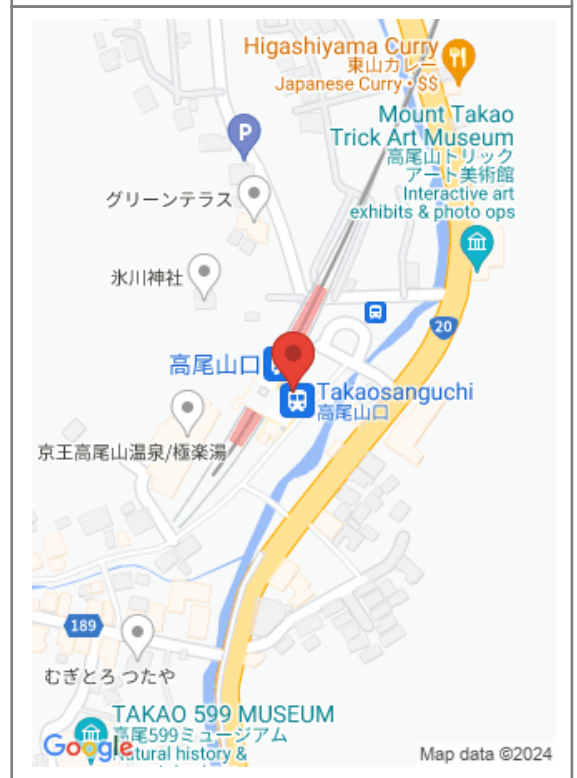 Higashiyama Curry
東山カレー
Japanese Curry • $$
Mount Takao
Trick Art Museum
高尾山トリック
アート美術館
Interactive art
exhibits & photo ops
P
グリーンテラス
氷川神社
20
高尾山口
Takaosanguchi
高尾山口
京王高尾山温泉/極楽湯
189
むぎとろ つたや
TAKAO 599 MUSEUM
高尾599ミュージアム
Natural history &
Google
Map data ©2024